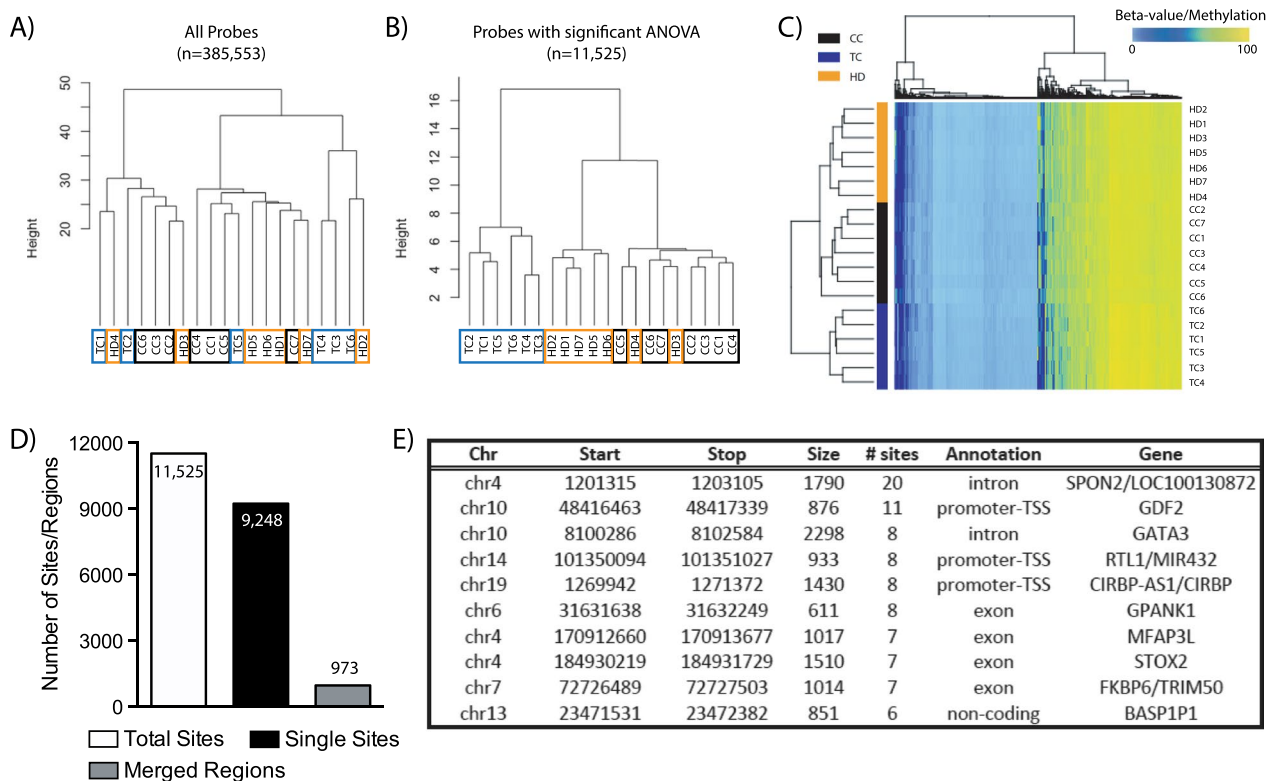 A)
All Probes
(n=385,553)
Height
50
40
30
20
TC1 HD4 TC2 CC6 CC3 CC2 HD3 CC4 CC1 CC5 TC5 HD5 HD6 HD1 CC7 HD7 TC4 TC3 TC6 HD2
B)
Probes with significant ANOVA
(n=11,525)
Height
16
14
12
10
8
6
4
2
TC2 TC1 TC5 TC6 TC4 TC3 HD2 HD1 HD7 HD5 HD6 CC5 HD4 CC6 CC7 HD3 CC2 CC3 CC1 CC4
C)
CC
TC
HD
Beta-value/Methylation
0 100
HD2
HD1
HD3
HD5
HD6
HD7
HD4
CC2
CC7
CC1
CC3
CC4
CC5
CC6
TC6
TC2
TC1
TC5
TC3
TC4
D)
Number of Sites/Regions
12000
9000
6000
3000
0
11,525
9,248
973
Total Sites Single Sites
Merged Regions
E)
Chr Start Stop Size # sites Annotation Gene
chr4 1201315 1203105 1790 20 intron SPON2/LOC100130872
chr10 48416463 48417339 876 11 promoter-TSS GDF2
chr10 8100286 8102584 2298 8 intron GATA3
chr14 101350094 101351027 933 8 promoter-TSS RTL1/MIR432
chr19 1269942 1271372 1430 8 promoter-TSS CIRBP-AS1/CIRBP
chr6 31631638 31632249 611 8 exon GPANK1
chr4 170912660 170913677 1017 7 exon MFAP3L
chr4 184930219 184931729 1510 7 exon STOX2
chr7 72726489 72727503 1014 7 exon FKBP6/TRIM50
chr13 23471531 23472382 851 6 non-coding BASP1P1